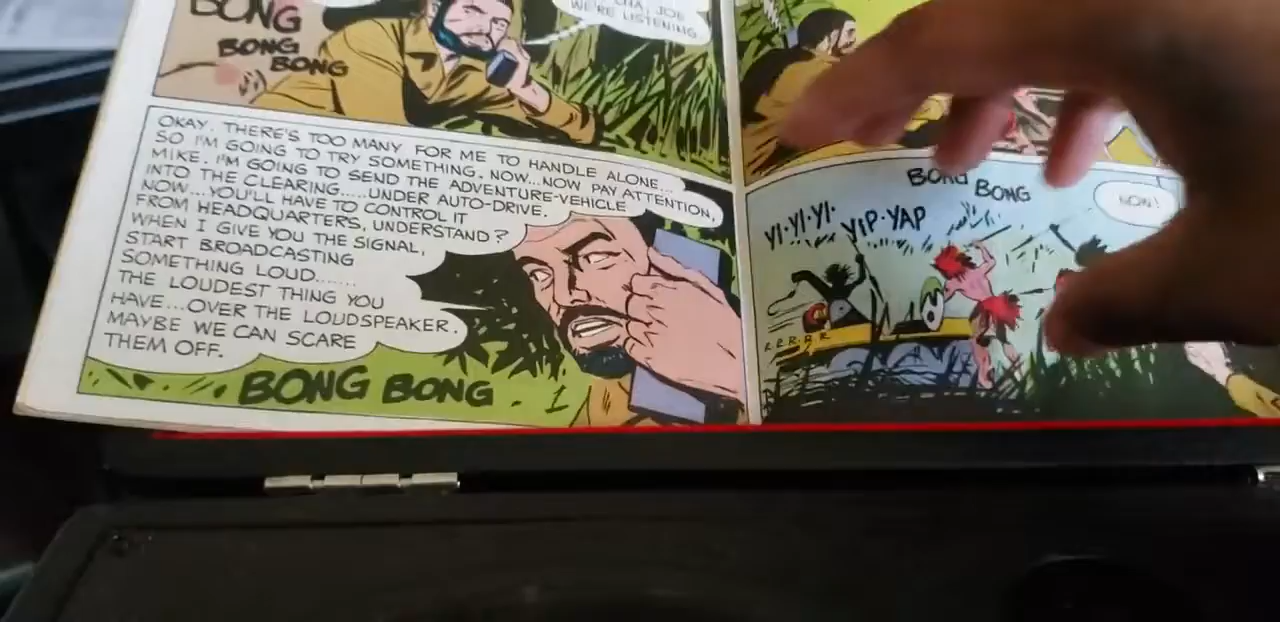 BONG
BONG
BONG
CHA, JOE
WE'RE LISTENING.
OKAY. THERE'S TOO MANY FOR ME TO HANDLE ALONE...
SO I'M GOING TO TRY SOMETHING. NOW...NOW PAY ATTENTION,
MIKE. I'M GOING TO SEND THE ADVENTURE-VEHICLE
INTO THE CLEARING.....UNDER AUTO-DRIVE.
NOW...YOU'LL HAVE TO CONTROL IT
FROM HEADQUARTERS, UNDERSTAND?
WHEN I GIVE YOU THE SIGNAL,
START BROADCASTING
SOMETHING LOUD.......
THE LOUDEST THING YOU
HAVE...OVER THE LOUDSPEAKER.
MAYBE WE CAN SCARE
THEM OFF.
BONG BONG
BONG
BONG
NOW!
YI-YI-YI-
YIP-YAP
R.R.R.R.R